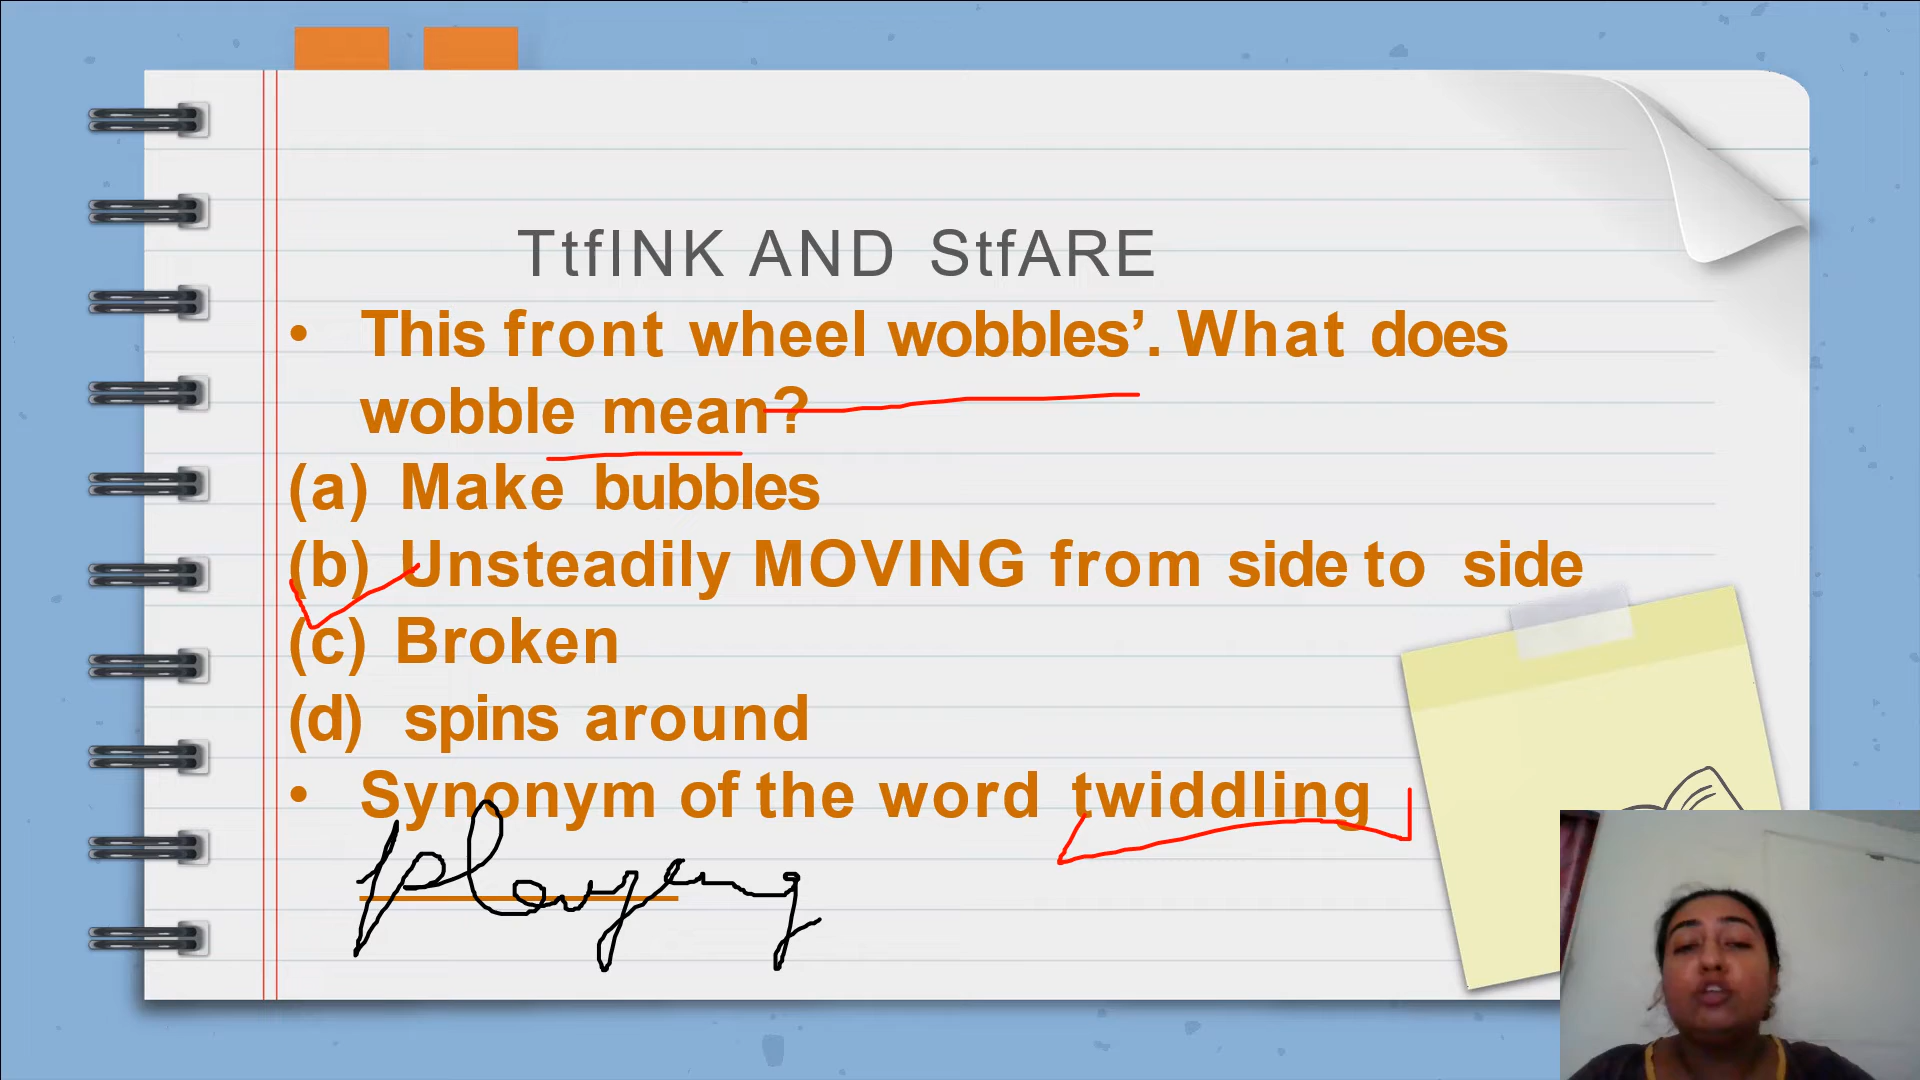 TtfINK AND StfARE
• This front wheel wobbles’. What does
wobble mean?
(a) Make bubbles
(b) Unsteadily MOVING from side to side
(c) Broken
(d) spins around
• Synonym of the word twiddling
playing